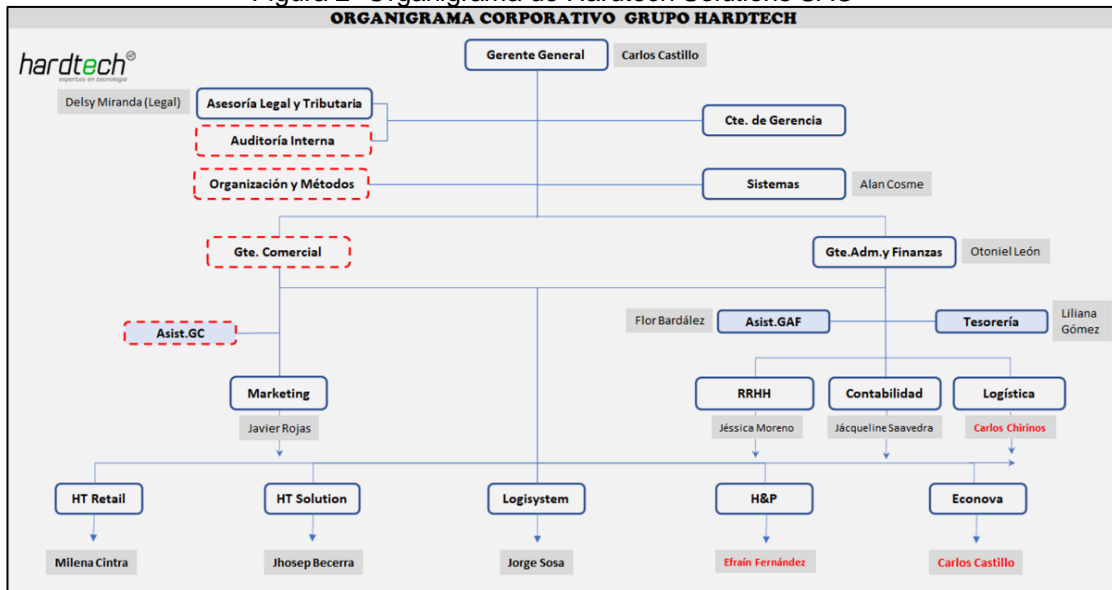 Figura 2 Organigrama de Hardtech Solutions SAC
ORGANIGRAMA CORPORATIVO GRUPO HARDTECH
hardtech®
expertos en tecnología
Gerente General
Carlos Castillo
Delsy Miranda (Legal)
Asesoría Legal y Tributaria
Auditoría Interna
Cte. de Gerencia
Organización y Métodos
Sistemas
Alan Cosme
Gte. Comercial
Gte.Adm.y Finanzas
Otoniel León
Asist.GC
Flor Bardález
Asist.GAF
Tesorería
Liliana
Gómez
Marketing
RRHH
Contabilidad
Logística
Javier Rojas
Jéssica Moreno
Jácqueline Saavedra
Carlos Chirinos
HT Retail
HT Solution
Logisystem
H&P
Econova
Milena Cintra
Jhosep Becerra
Jorge Sosa
Efraín Fernández
Carlos Castillo